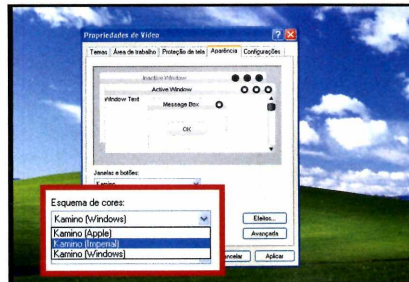 Propriedades de Vídeo
Temas Área de trabalho Proteção de tela Aparência Configurações
Inactive Window
Active Window
Window Text
Message Box
OK
Janelas e botões:
Kamino
Esquema de cores:
Kamino (Windows)
Kamino (Apple)
Kamino (Imperial)
Kamino (Windows)
Efeitos...
Avançada
ancelar Aplicar